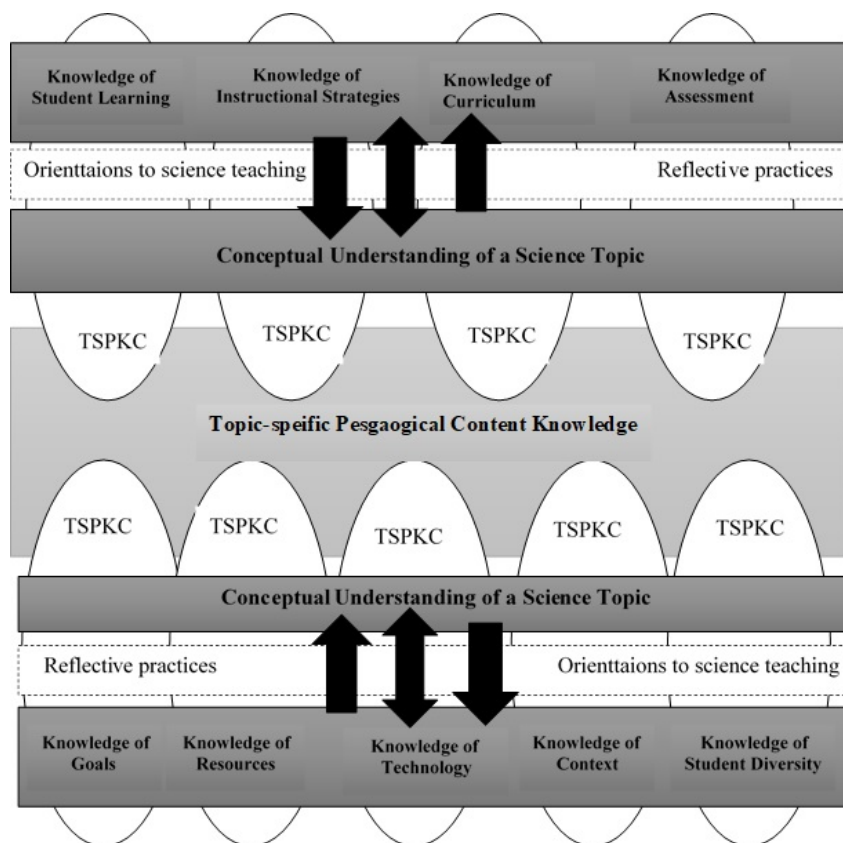 Knowledge of
Student Learning
Knowledge of
Instructional Strategies
Knowledge of
Curriculum
Knowledge of
Assessment
Orienttaions to science teaching
Reflective practices
Conceptual Understanding of a Science Topic
TSPKC
TSPKC
TSPKC
TSPKC
Topic-speific Pesgaogical Content Knowledge
TSPKC
TSPKC
TSPKC
TSPKC
TSPKC
Conceptual Understanding of a Science Topic
Reflective practices
Orienttaions to science teaching
Knowledge of
Goals
Knowledge of
Resources
Knowledge of
Technology
Knowledge of
Context
Knowledge of
Student Diversity